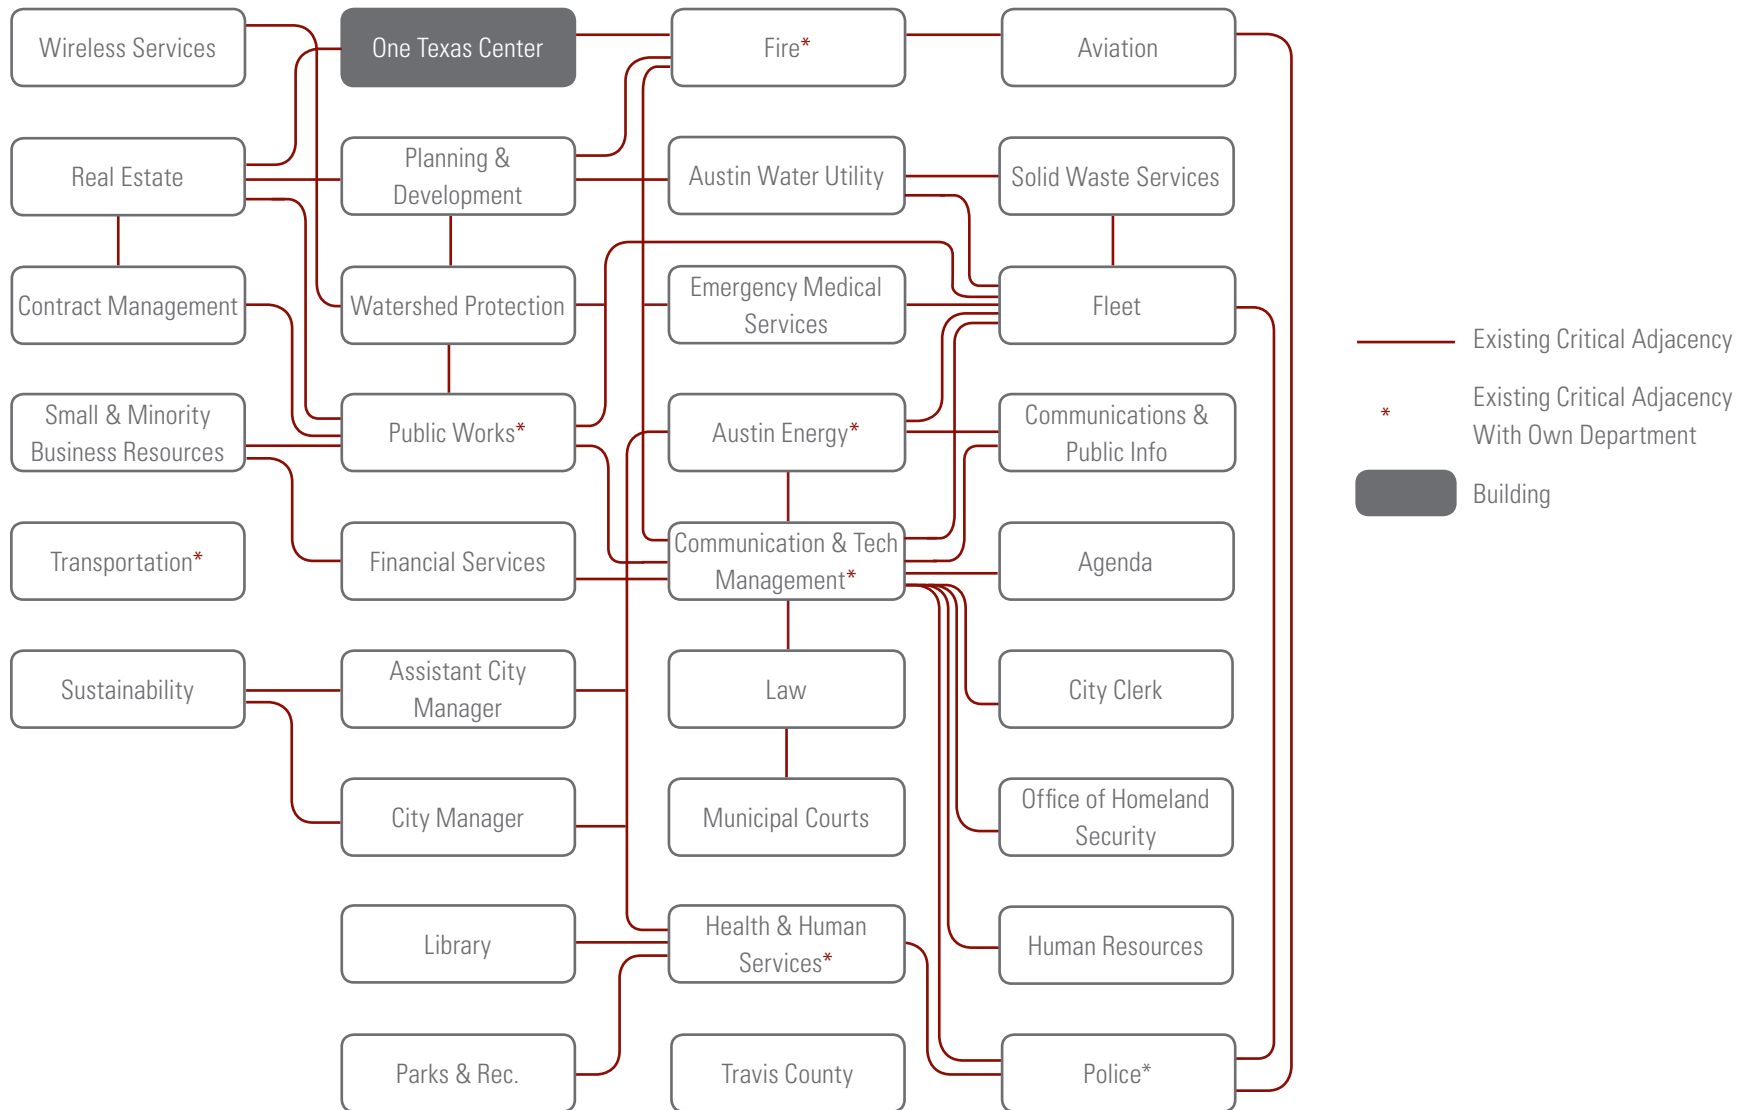 Wireless Services
One Texas Center
Fire*
Aviation
Real Estate
Planning &
Development
Austin Water Utility
Solid Waste Services
Contract Management
Watershed Protection
Emergency Medical
Services
Fleet
Small & Minority
Business Resources
Public Works*
Austin Energy*
Communications &
Public Info
Transportation*
Financial Services
Communication & Tech
Management*
Agenda
Sustainability
Assistant City
Manager
Law
City Clerk
City Manager
Municipal Courts
Office of Homeland
Security
Library
Health & Human
Services*
Human Resources
Parks & Rec.
Travis County
Police*
Existing Critical Adjacency
* Existing Critical Adjacency
With Own Department
Building